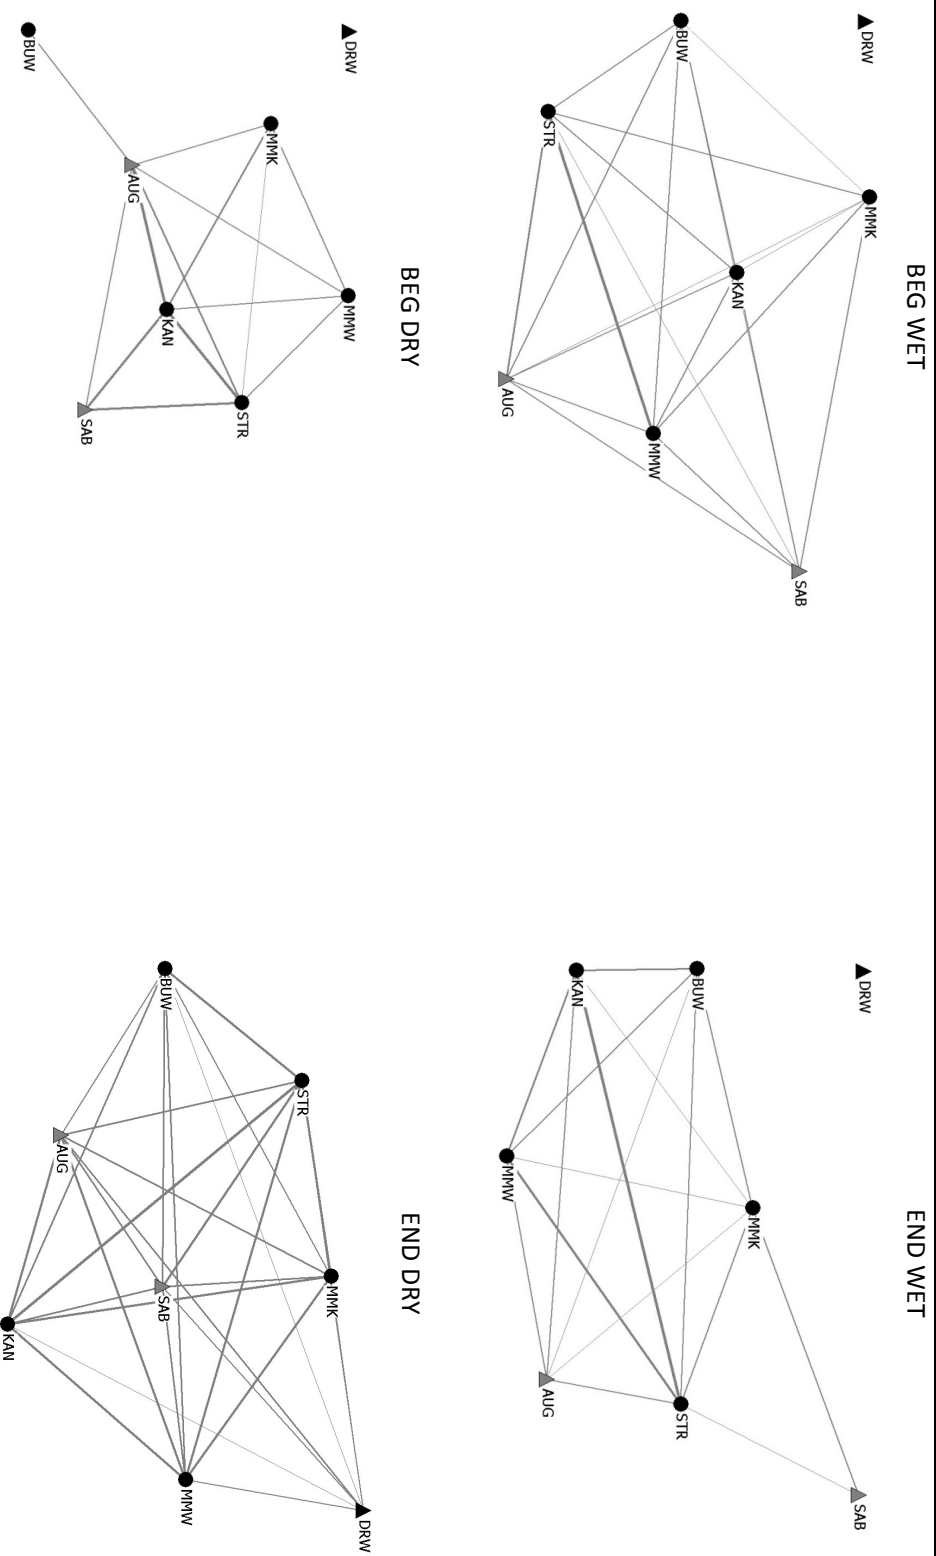 BEG WET
DRW
MMK
SAB
KAN
BUW
MMW
STR
AUG
END WET
DRW
SAB
MMK
BUW
STR
KAN
AUG
MMW
BEG DRY
DRW
MMW
MMK
STR
KAN
AUG
SAB
BUW
END DRY
DRW
MMK
STR
MMW
BUW
SAB
AUG
KAN